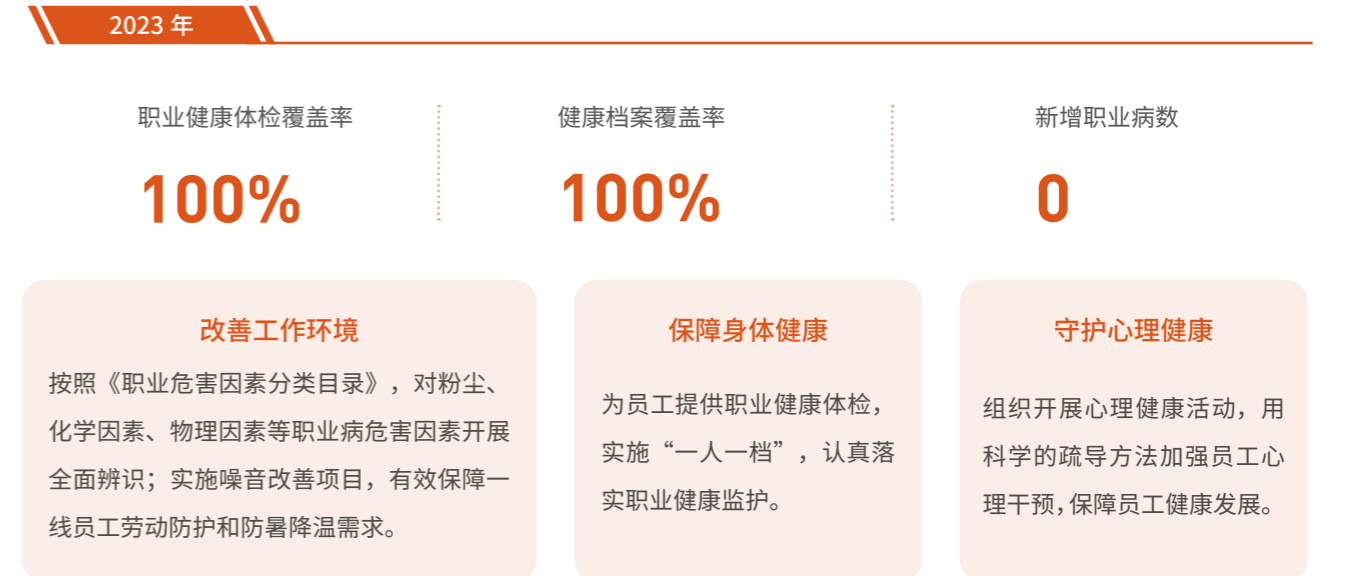 2023 年
职业健康体检覆盖率
健康档案覆盖率
新增职业病数
100%
100%
0
改善工作环境
按照《职业危害因素分类目录》，对粉尘、
化学因素、物理因素等职业病危害因素开展
全面辨识；实施噪音改善项目，有效保障一
线员工劳动防护和防暑降温需求。
保障身体健康
为员工提供职业健康体检，
实施“一人一档”，认真落
实职业健康监护。
守护心理健康
组织开展心理健康活动，用
科学的疏导方法加强员工心
理干预，保障员工健康发展。